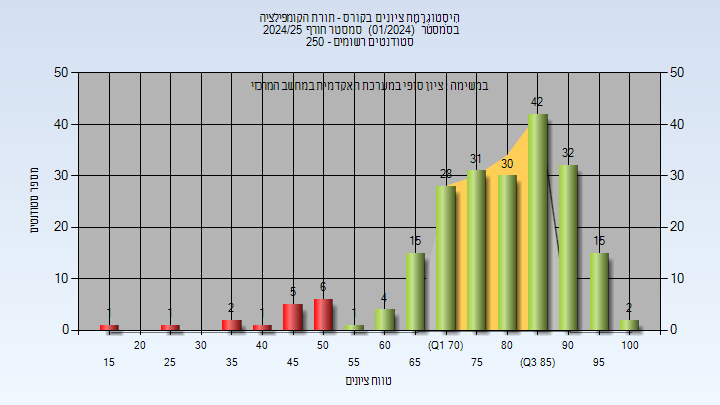 היסטוגרמת ציונים בקורס - תורת הקומפילציה
בסמסטר (01/2024) סמסטר חורף 2024/25
סטודנטים רשומים - 250
במשימה : ציון סופי במערכת האקדמית במחשב המרכזי
50 50
40 40
30 30
20 20
10 10
0 0
1 1 2 1 5 6 1 4 15 28 31 30 42 32 15 2
מספר סטודנטים
20 30 40 50 60 (Q1 70) 80 90 100
15 25 35 45 55 65 75 (Q3 85) 95
טווח ציונים